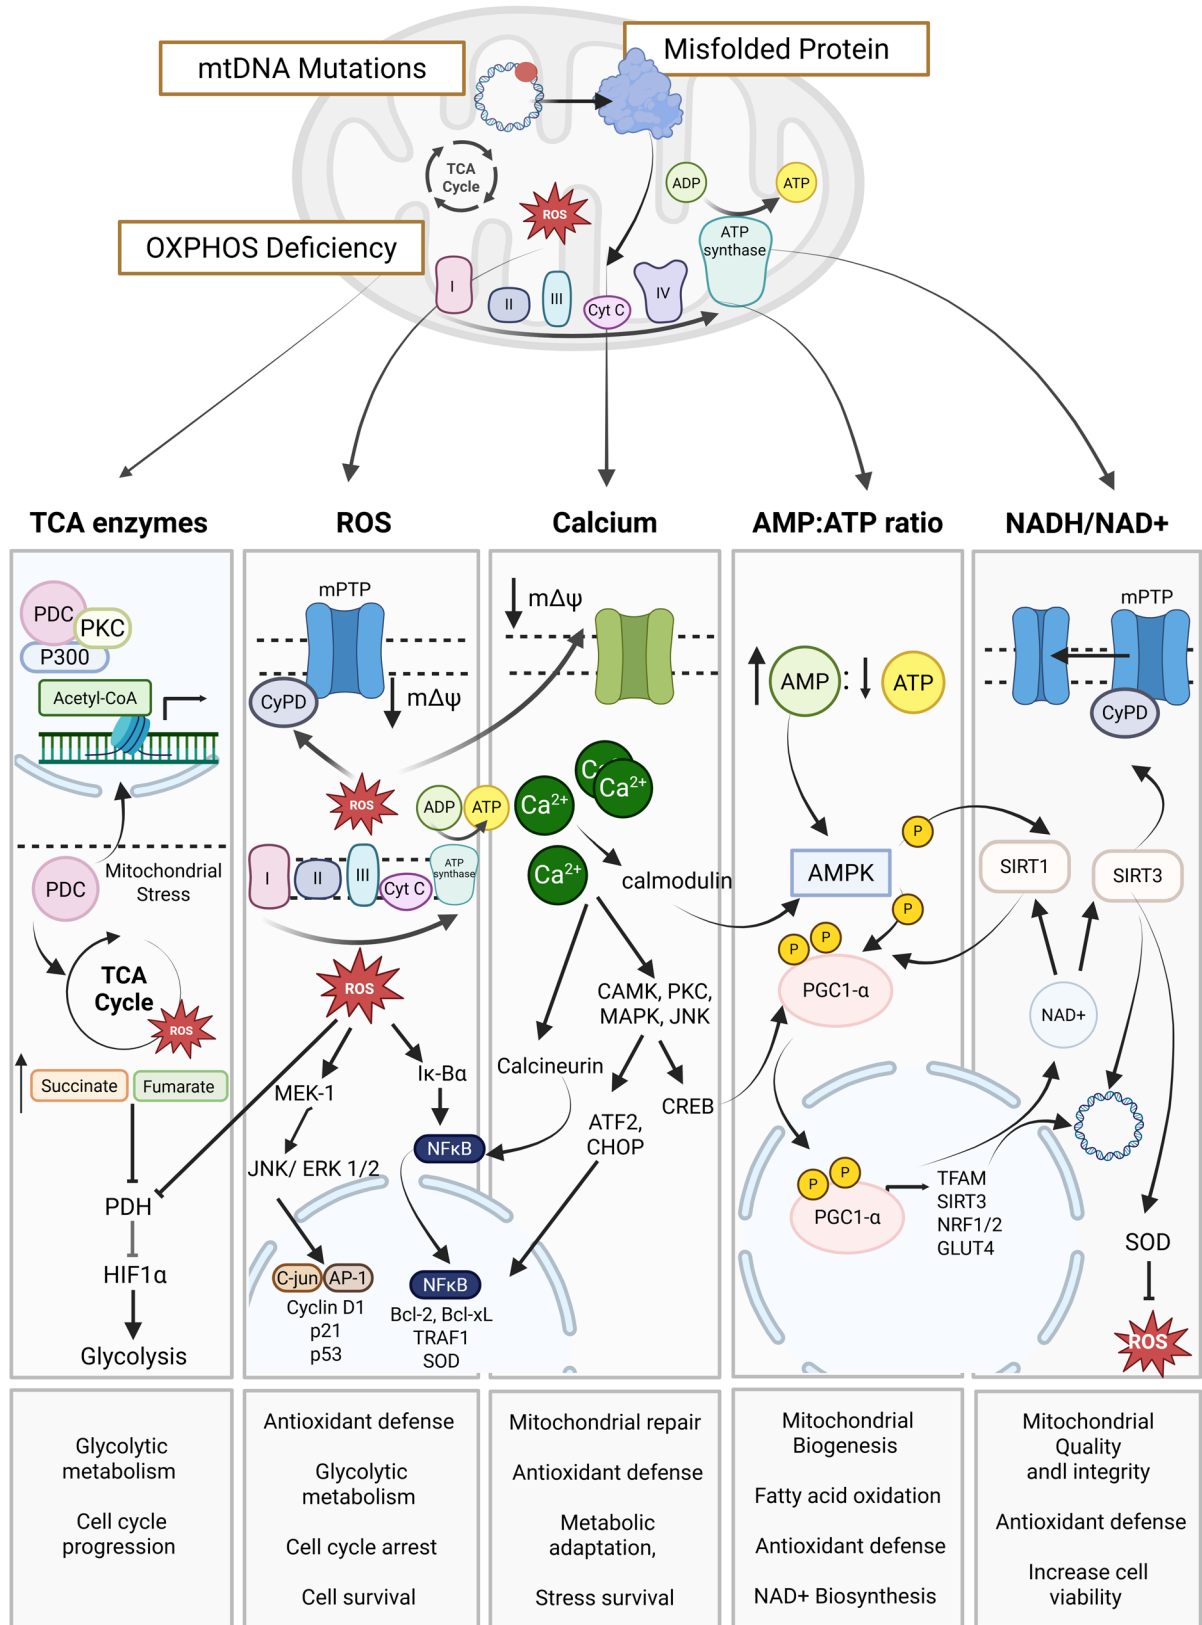 mtDNA Mutations
Misfolded Protein
TCA
Cycle
ROS
ADP
ATP
OXPHOS Deficiency
ATP
synthase
I
II
III
Cyt C
IV
TCA enzymes
ROS
Calcium
AMP:ATP ratio
NADH/NAD+
PDC
PKC
P300
Acetyl-CoA
PDC
Mitochondrial
Stress
TCA
Cycle
ROS
Succinate
Fumarate
PDH
HIF1α
Glycolysis
mPTP
CyPD
mΔψ
ROS
ADP
ATP
I
II
III
Cyt C
ATP
synthase
ROS
MEK-1
Iκ-Bα
JNK/ ERK 1/2
NFκB
C-jun
AP-1
Cyclin D1
p21
p53
NFκB
Bcl-2, Bcl-xL
TRAF1
SOD
mΔψ
Ca2+
Ca2+
Ca2+
calmodulin
CAMK, PKC,
MAPK, JNK
Calcineurin
CREB
ATF2,
CHOP
AMP
:
ATP
P
AMPK
P
P
P
PGC1-α
P
P
PGC1-α
TFAM
SIRT3
NRF1/2
GLUT4
mPTP
CyPD
SIRT1
SIRT3
NAD+
SOD
ROS
Glycolytic
metabolism
Cell cycle
progression
Antioxidant defense
Glycolytic
metabolism
Cell cycle arrest
Cell survival
Mitochondrial repair
Antioxidant defense
Metabolic
adaptation,
Stress survival
Mitochondrial
Biogenesis
Fatty acid oxidation
Antioxidant defense
NAD+ Biosynthesis
Mitochondrial
Quality
andl integrity
Antioxidant defense
Increase cell
viability